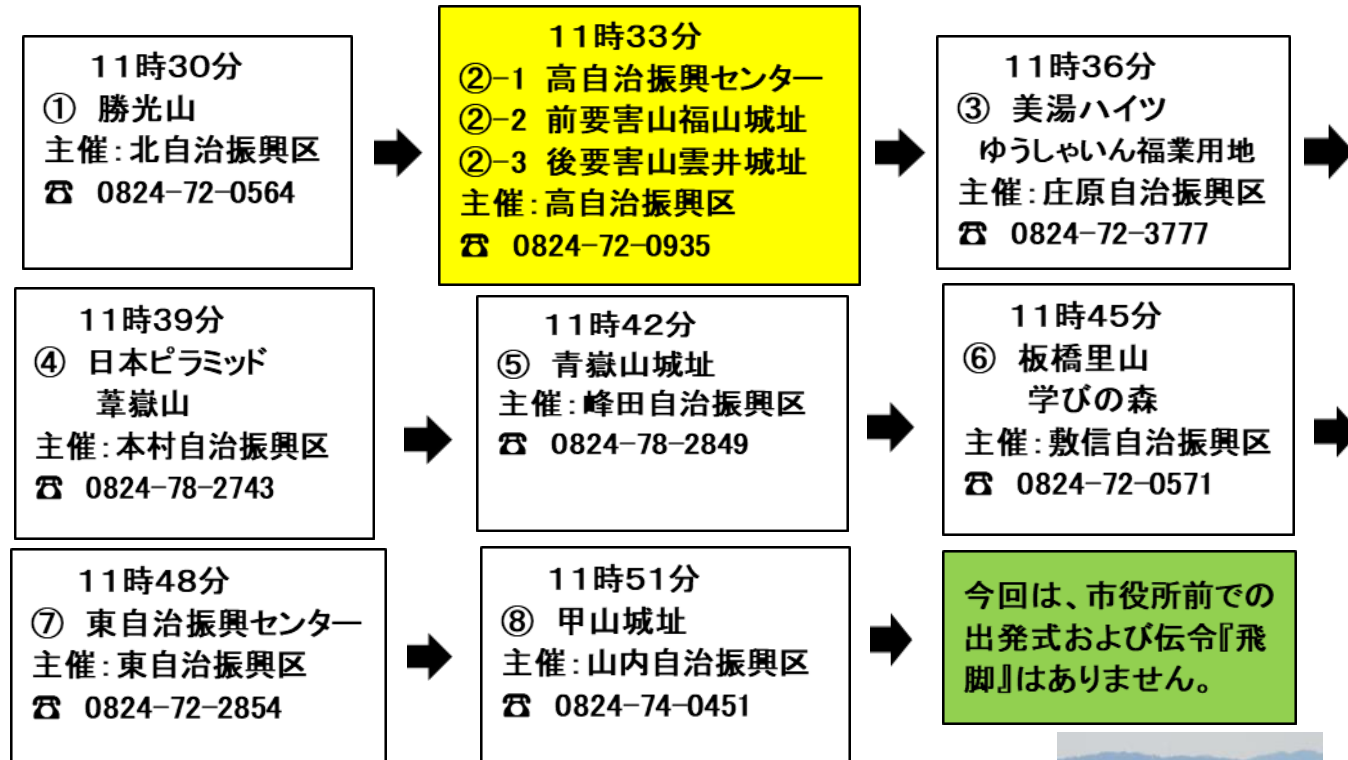 11時30分
① 勝光山
主催：北自治振興区
☎ 0824-72-0564
11時33分
②-1 高自治振興センター
②-2 前要害山福山城址
②-3 後要害山雲井城址
主催：高自治振興区
☎ 0824-72-0935
11時36分
③ 美湯ハイツ
ゆうしゃいん福業用地
主催：庄原自治振興区
☎ 0824-72-3777
11時39分
④ 日本ピラミッド
葦嶽山
主催：本村自治振興区
☎ 0824-78-2743
11時42分
⑤ 青嶽山城址
主催：峰田自治振興区
☎ 0824-78-2849
11時45分
⑥ 板橋里山
学びの森
主催：敷信自治振興区
☎ 0824-72-0571
11時48分
⑦ 東自治振興センター
主催：東自治振興区
☎ 0824-72-2854
11時51分
⑧ 甲山城址
主催：山内自治振興区
☎ 0824-74-0451
今回は、市役所前での
出発式および伝令『飛
脚』はありません。